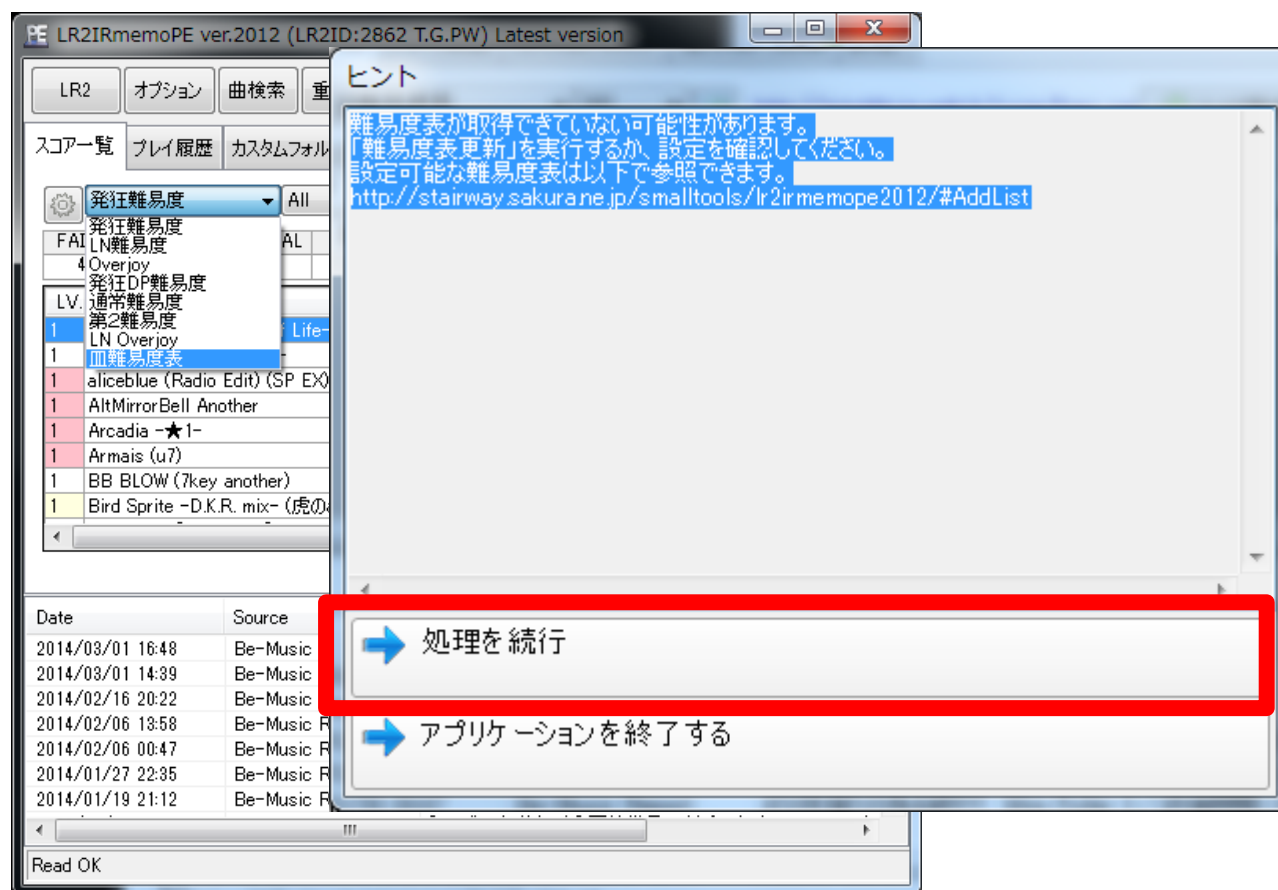 LR2IRmemoPE ver.2012 (LR2ID:2862 T.G.PW) Latest version
LR2 オプション 曲検索 重
スコアー覧 プレイ履歴 カスタムフォル
発狂難易度 All
発狂難易度
LN難易度
Overjoy
発狂DP難易度
通常難易度
第2難易度
LN Overjoy
皿難易度表
FAI AL
4
LV.
1 Life-
1 -
1 aliceblue (Radio Edit) (SP EX)
1 AltMirrorBell Another
1 Arcadia -★1-
1 Armais (u7)
1 BB BLOW (7key another)
1 Bird Sprite -D.K.R. mix- (虎の
Date Source
2014/03/01 16:48 Be-Music
2014/03/01 14:39 Be-Music
2014/02/16 20:22 Be-Music
2014/02/06 13:58 Be-Music R
2014/02/06 00:47 Be-Music R
2014/01/27 22:35 Be-Music R
2014/01/19 21:12 Be-Music R
Read OK
ヒント
難易度表が取得できていない可能性があります。
「難易度表更新」を実行するか、設定を確認してください。
設定可能な難易度表は以下で参照できます。
http://stairway.sakura.ne.jp/smalltools/lr2irmemope2012/#AddList
処理を続行
アプリケーションを終了する